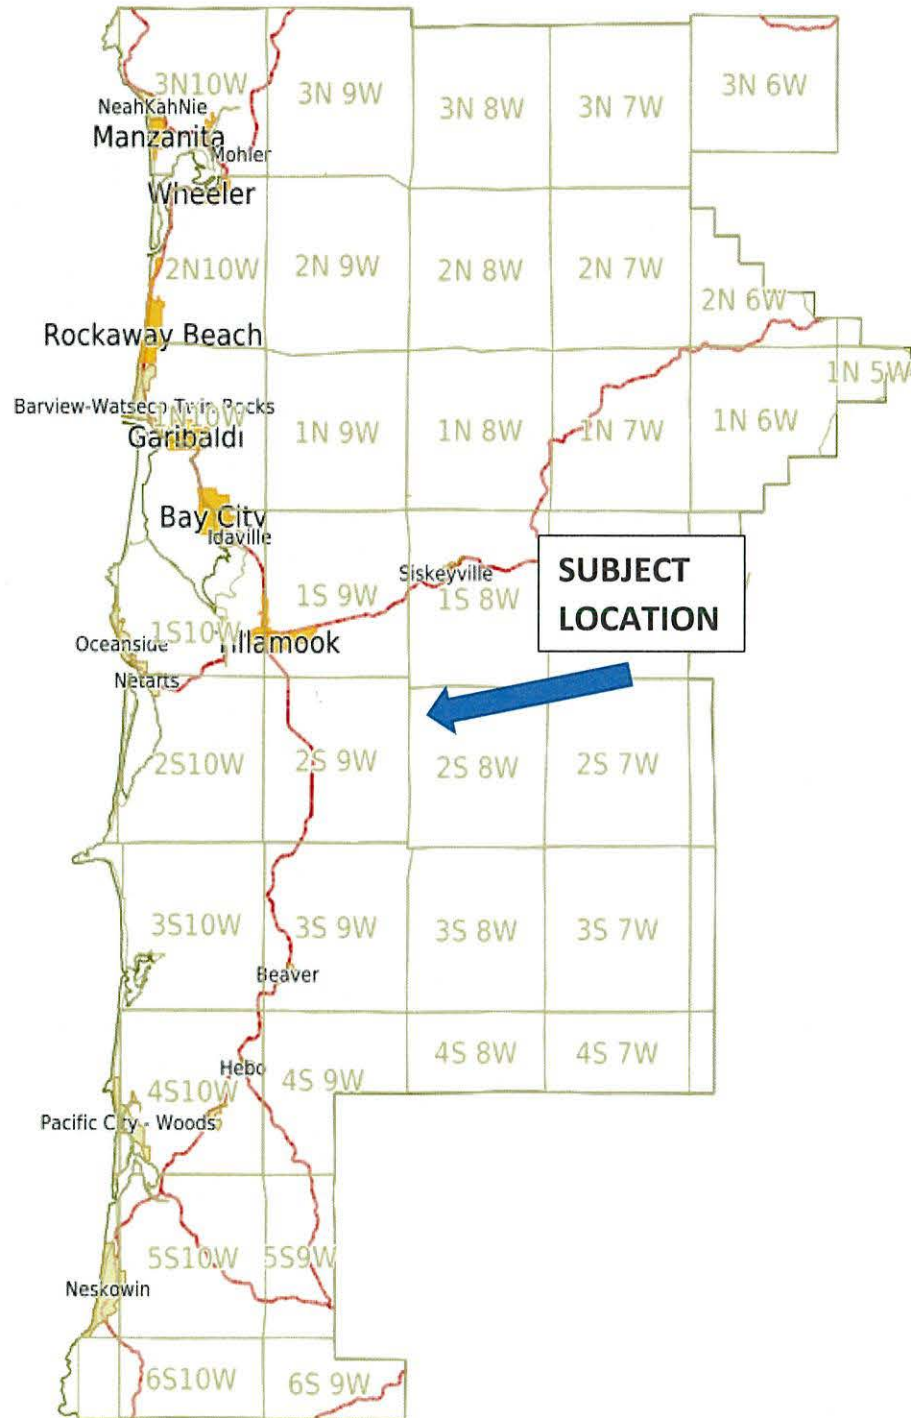 3N10W
3N 9W
3N 8W
3N 7W
3N 6W
NeahKahNie
Manzanita
Mohler
Wheeler
2N10W
2N 9W
2N 8W
2N 7W
2N 6W
Rockaway Beach
1N 5W
Barview-Watseco-Twin Rocks
1N10W
1N 9W
1N 8W
1N 7W
1N 6W
Garibaldi
Bay City
Idaville
Siskeyville
SUBJECT
LOCATION
1S 9W
1S 8W
1S10W
Tillamook
Oceanside
Netarts
2S10W
2S 9W
2S 8W
2S 7W
3S10W
3S 9W
3S 8W
3S 7W
Beaver
Hebo
4S10W
4S 9W
4S 8W
4S 7W
Pacific City - Woods
5S10W
5S9W
Neskowin
6S10W
6S 9W